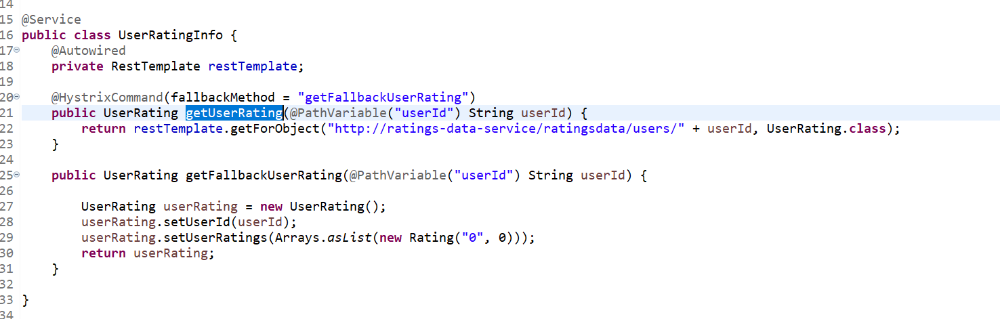 14
15 @Service
16 public class UserRatingInfo {
17 @Autowired
18 private RestTemplate restTemplate;
19
20 @HystrixCommand(fallbackMethod = "getFallbackUserRating")
21 public UserRating getUserRating(@PathVariable("userId") String userId) {
22 return restTemplate.getForObject("http://ratings-data-service/ratingsdata/users/" + userId, UserRating.class);
23 }
24
25 public UserRating getFallbackUserRating(@PathVariable("userId") String userId) {
26
27 UserRating userRating = new UserRating();
28 userRating.setUserId(userId);
29 userRating.setUserRatings(Arrays.asList(new Rating("0", 0)));
30 return userRating;
31 }
32
33 }
34